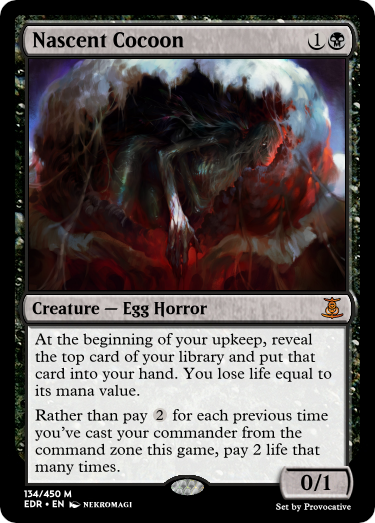 Nascent Cocoon 1
Creature — Egg Horror
At the beginning of your upkeep, reveal
the top card of your library and put that
card into your hand. You lose life equal to
its mana value.
Rather than pay 2 for each previous time
you've cast your commander from the
command zone this game, pay 2 life that
many times.
0/1
134/450 M
EDR • EN NEKROMAGI
Set by Provocative